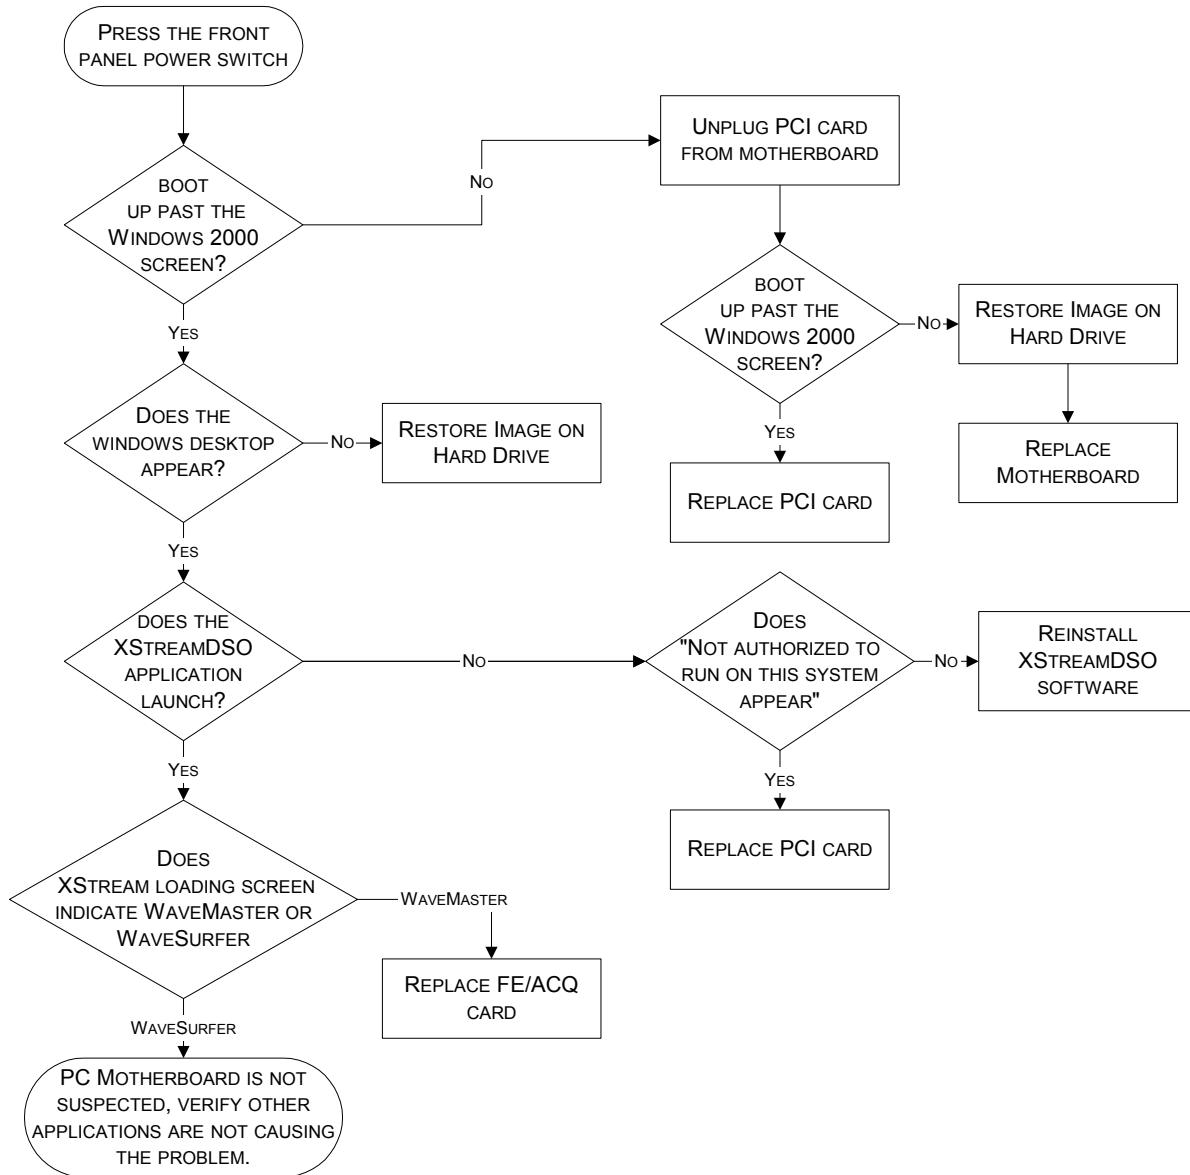 PRESS THE FRONT
PANEL POWER SWITCH
BOOT
UP PAST THE
WINDOWS 2000
SCREEN?
NO
UNPLUG PCI CARD
FROM MOTHERBOARD
BOOT
UP PAST THE
WINDOWS 2000
SCREEN?
NO
RESTORE IMAGE ON
HARD DRIVE
REPLACE
MOTHERBOARD
YES
REPLACE PCI CARD
YES
DOES THE
WINDOWS DESKTOP
APPEAR?
NO
RESTORE IMAGE ON
HARD DRIVE
YES
DOES THE
XSTREAMDSO
APPLICATION
LAUNCH?
NO
DOES
"NOT AUTHORIZED TO
RUN ON THIS SYSTEM
APPEAR"
NO
REINSTALL
XSTREAMDSO
SOFTWARE
YES
REPLACE PCI CARD
YES
DOES
XSTREAM LOADING SCREEN
INDICATE WAVEMASTER OR
WAVESURFER
WAVEMASTER
REPLACE FE/ACQ
CARD
WAVESURFER
PC MOTHERBOARD IS NOT
SUSPECTED, VERIFY OTHER
APPLICATIONS ARE NOT CAUSING
THE PROBLEM.